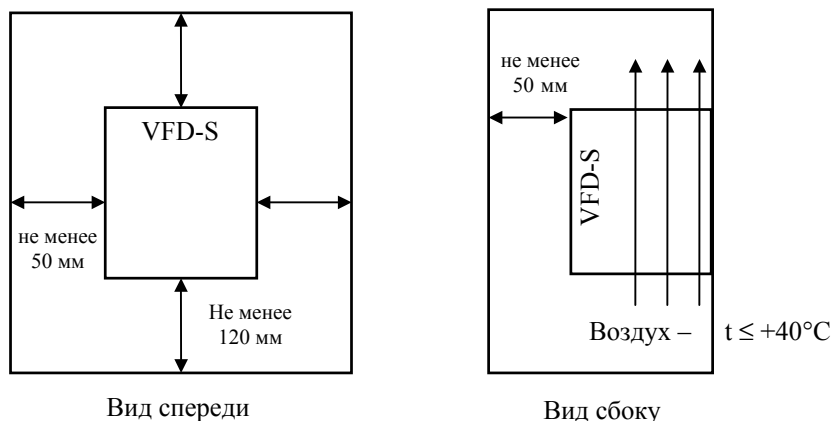 VFD-S
не менее
50 мм
Не менее
120 мм
Вид спереди
не менее
50 мм
VFD-S
Воздух – t ≤ +40°C
Вид сбоку